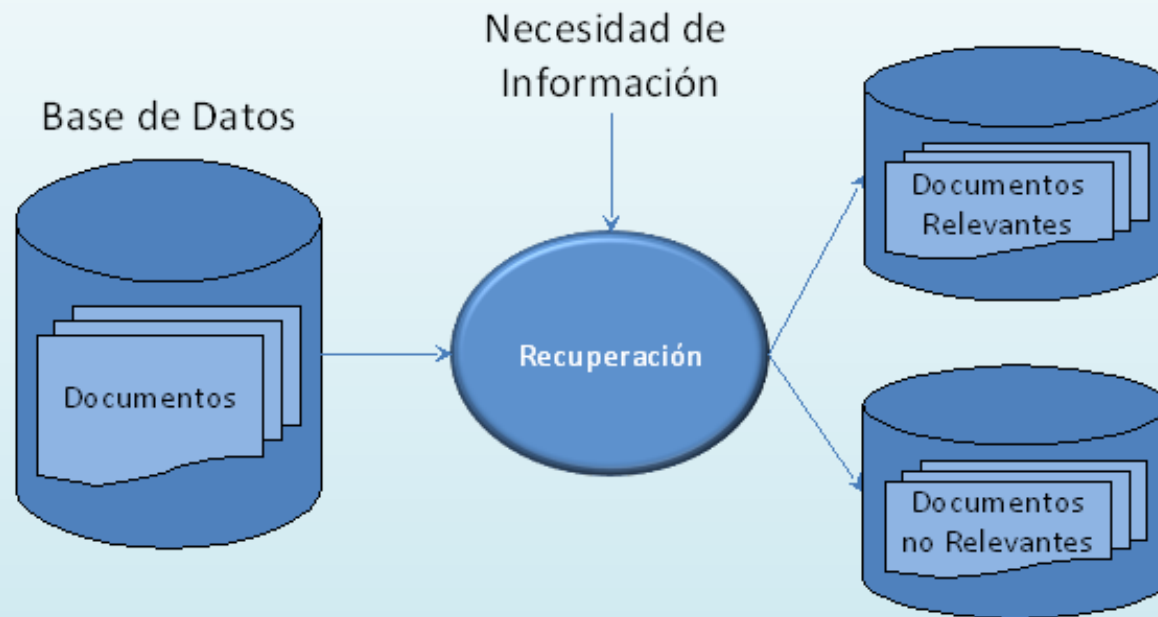 Necesidad de
Información
Base de Datos
Documentos
Recuperación
Documentos
Relevantes
Documentos
no Relevantes